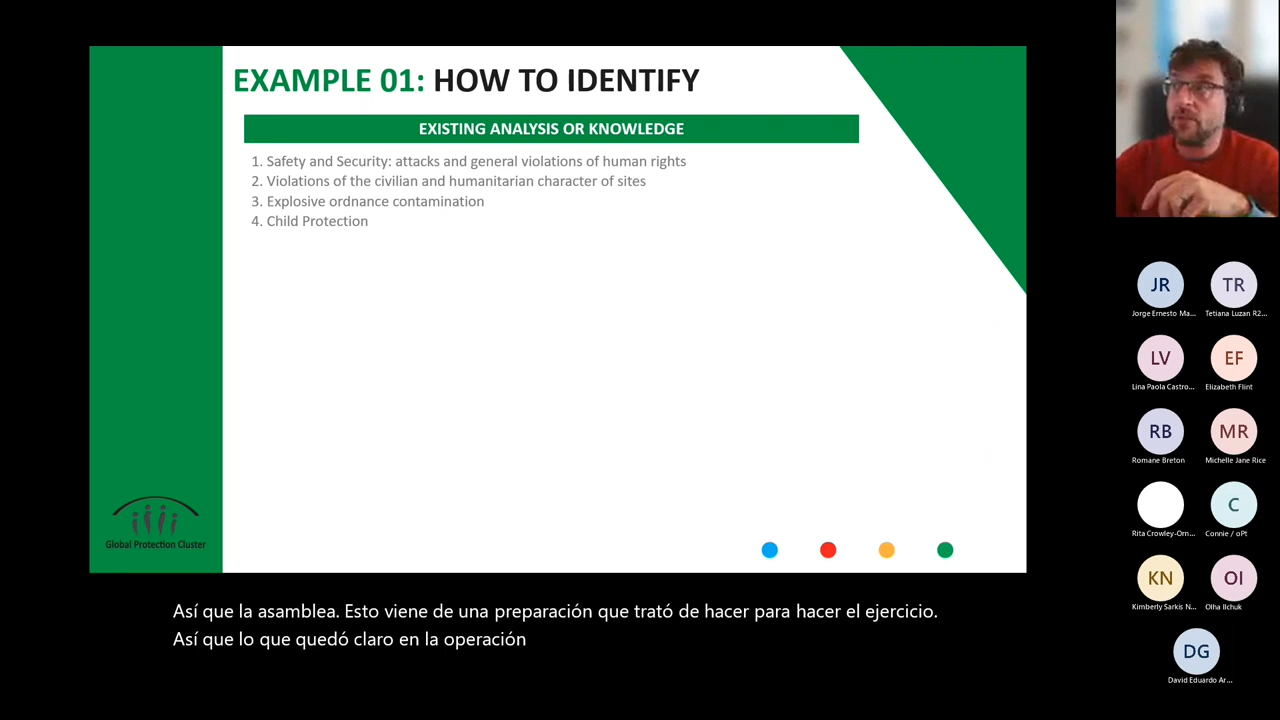 EXAMPLE 01: HOW TO IDENTIFY
EXISTING ANALYSIS OR KNOWLEDGE
1. Safety and Security: attacks and general violations of human rights
2. Violations of the civilian and humanitarian character of sites
3. Explosive ordnance contamination
4. Child Protection
Global Protection Cluster
Así que la asamblea. Esto viene de una preparación que trató de hacer para hacer el ejercicio.
Así que lo que quedó claro en la operación
JR
TR
Jorge Ernesto Ma...
Tetiana Luzan R2...
LV
EF
Lina Paola Castro...
Elizabeth Flint
RB
MR
Romane Breton
Michelle Jane Rice
C
Rita Crowley-Orn...
Connie / oPt
KN
OI
Kimberly Sarkis N...
Olha Ilchuk
DG
David Eduardo Ar...